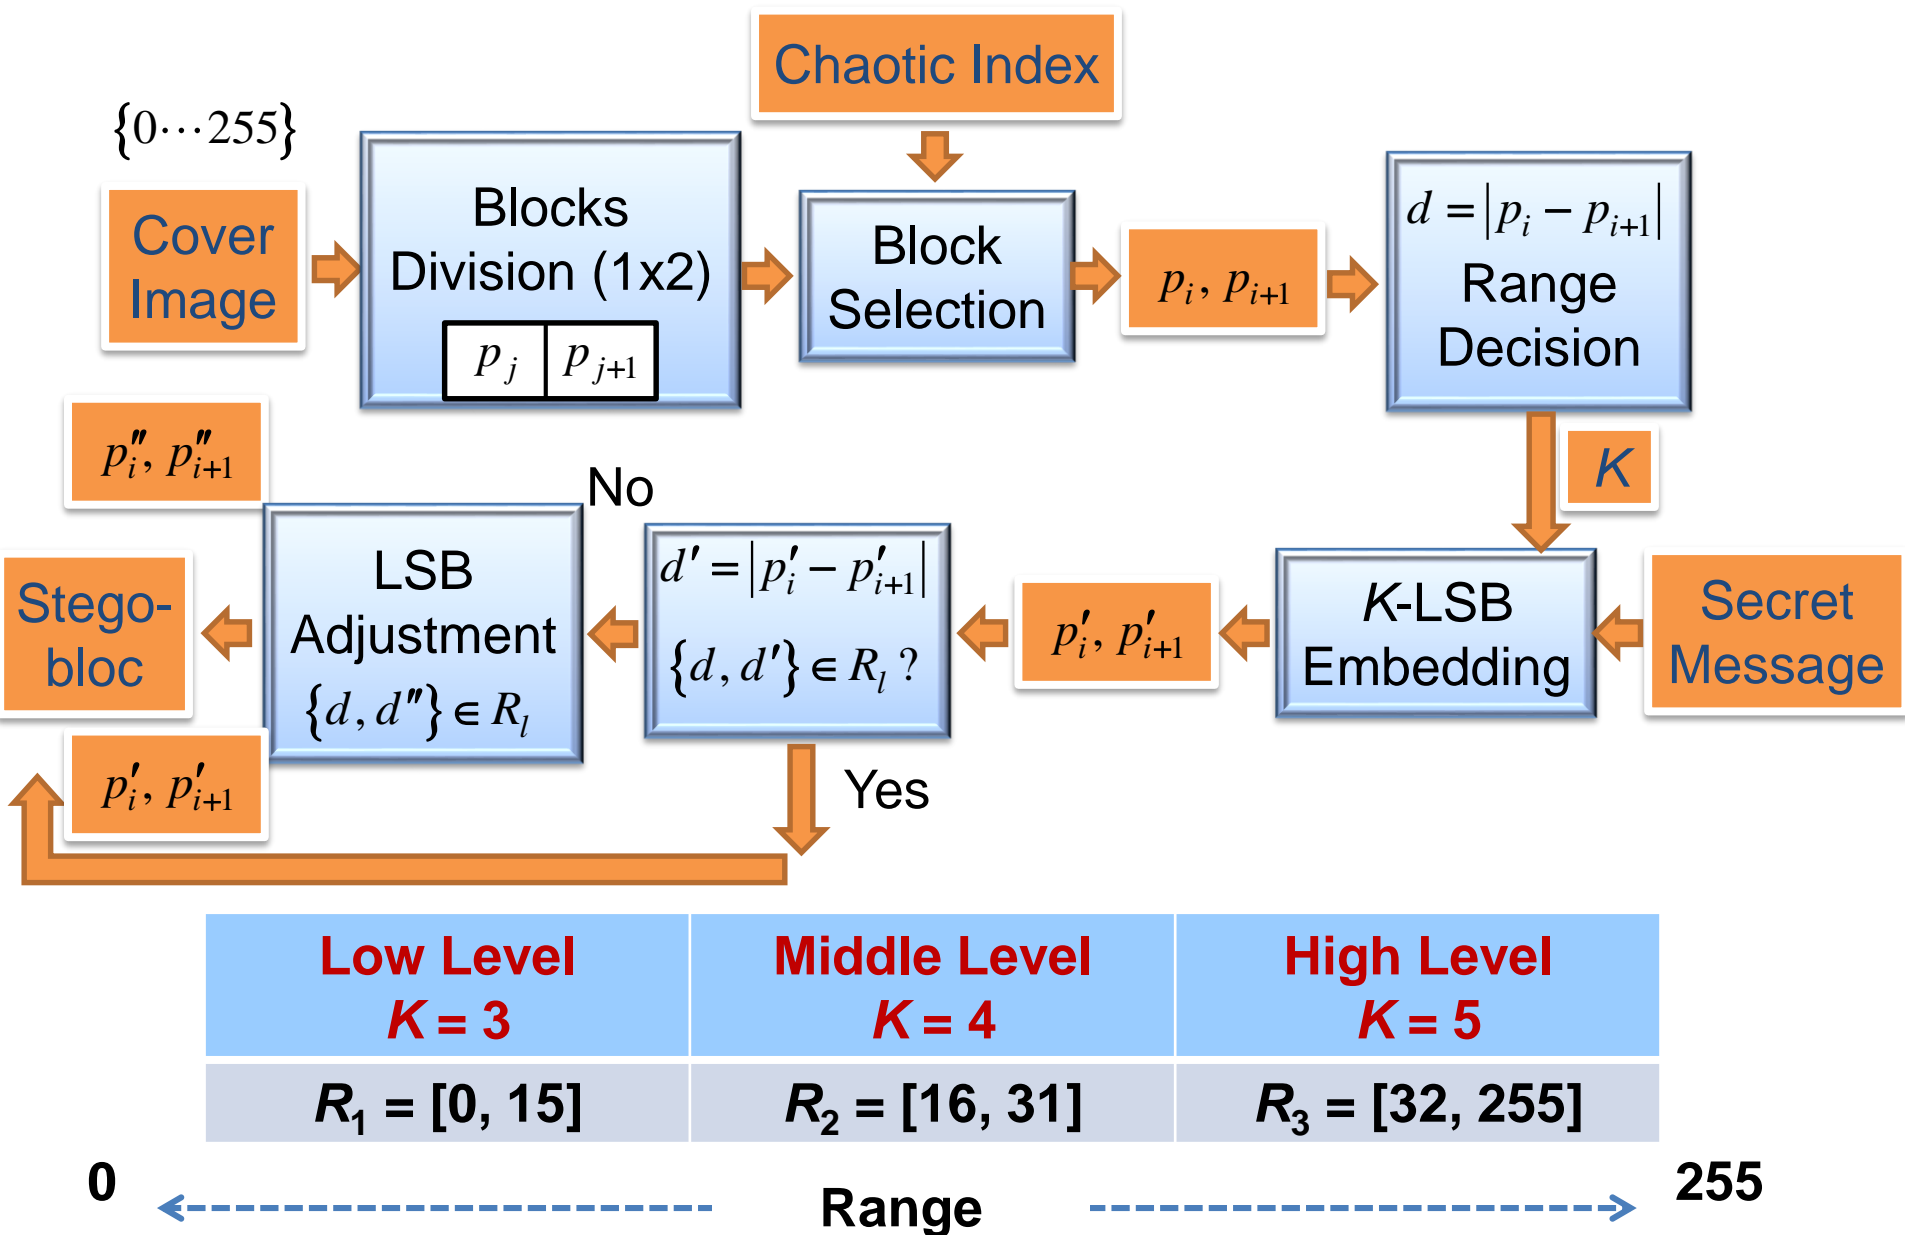 Chaotic Index
{0⋯255}
Cover
Image
Blocks
Division (1x2)
p_j p_{j+1}
Block
Selection
p_i, p_{i+1}
d = |p_i − p_{i+1}|
Range
Decision
K
p″_i, p″_{i+1}
No
Stego-
bloc
LSB
Adjustment
{d, d″} ∈ R_l
d′ = |p′_i − p′_{i+1}|
{d, d′} ∈ R_l ?
p′_i, p′_{i+1}
K-LSB
Embedding
Secret
Message
p′_i, p′_{i+1}
Yes
Low Level
K = 3
Middle Level
K = 4
High Level
K = 5
R_1 = [0, 15]
R_2 = [16, 31]
R_3 = [32, 255]
0
Range
255